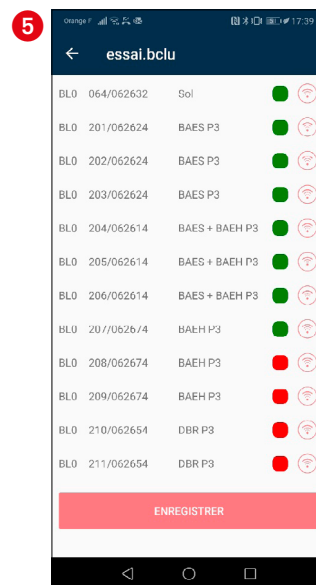 5
Orange F 17:39
← essai.bclu
BL0 064/062632 Sol
BL0 201/062624 BAES P3
BL0 202/062624 BAES P3
BL0 203/062624 BAES P3
BL0 204/062614 BAES + BAEH P3
BL0 205/062614 BAES + BAEH P3
BL0 206/062614 BAES + BAEH P3
BL0 207/062674 BAEH P3
BL0 208/062674 BAEH P3
BL0 209/062674 BAEH P3
BL0 210/062654 DBR P3
BL0 211/062654 DBR P3
ENREGISTRER